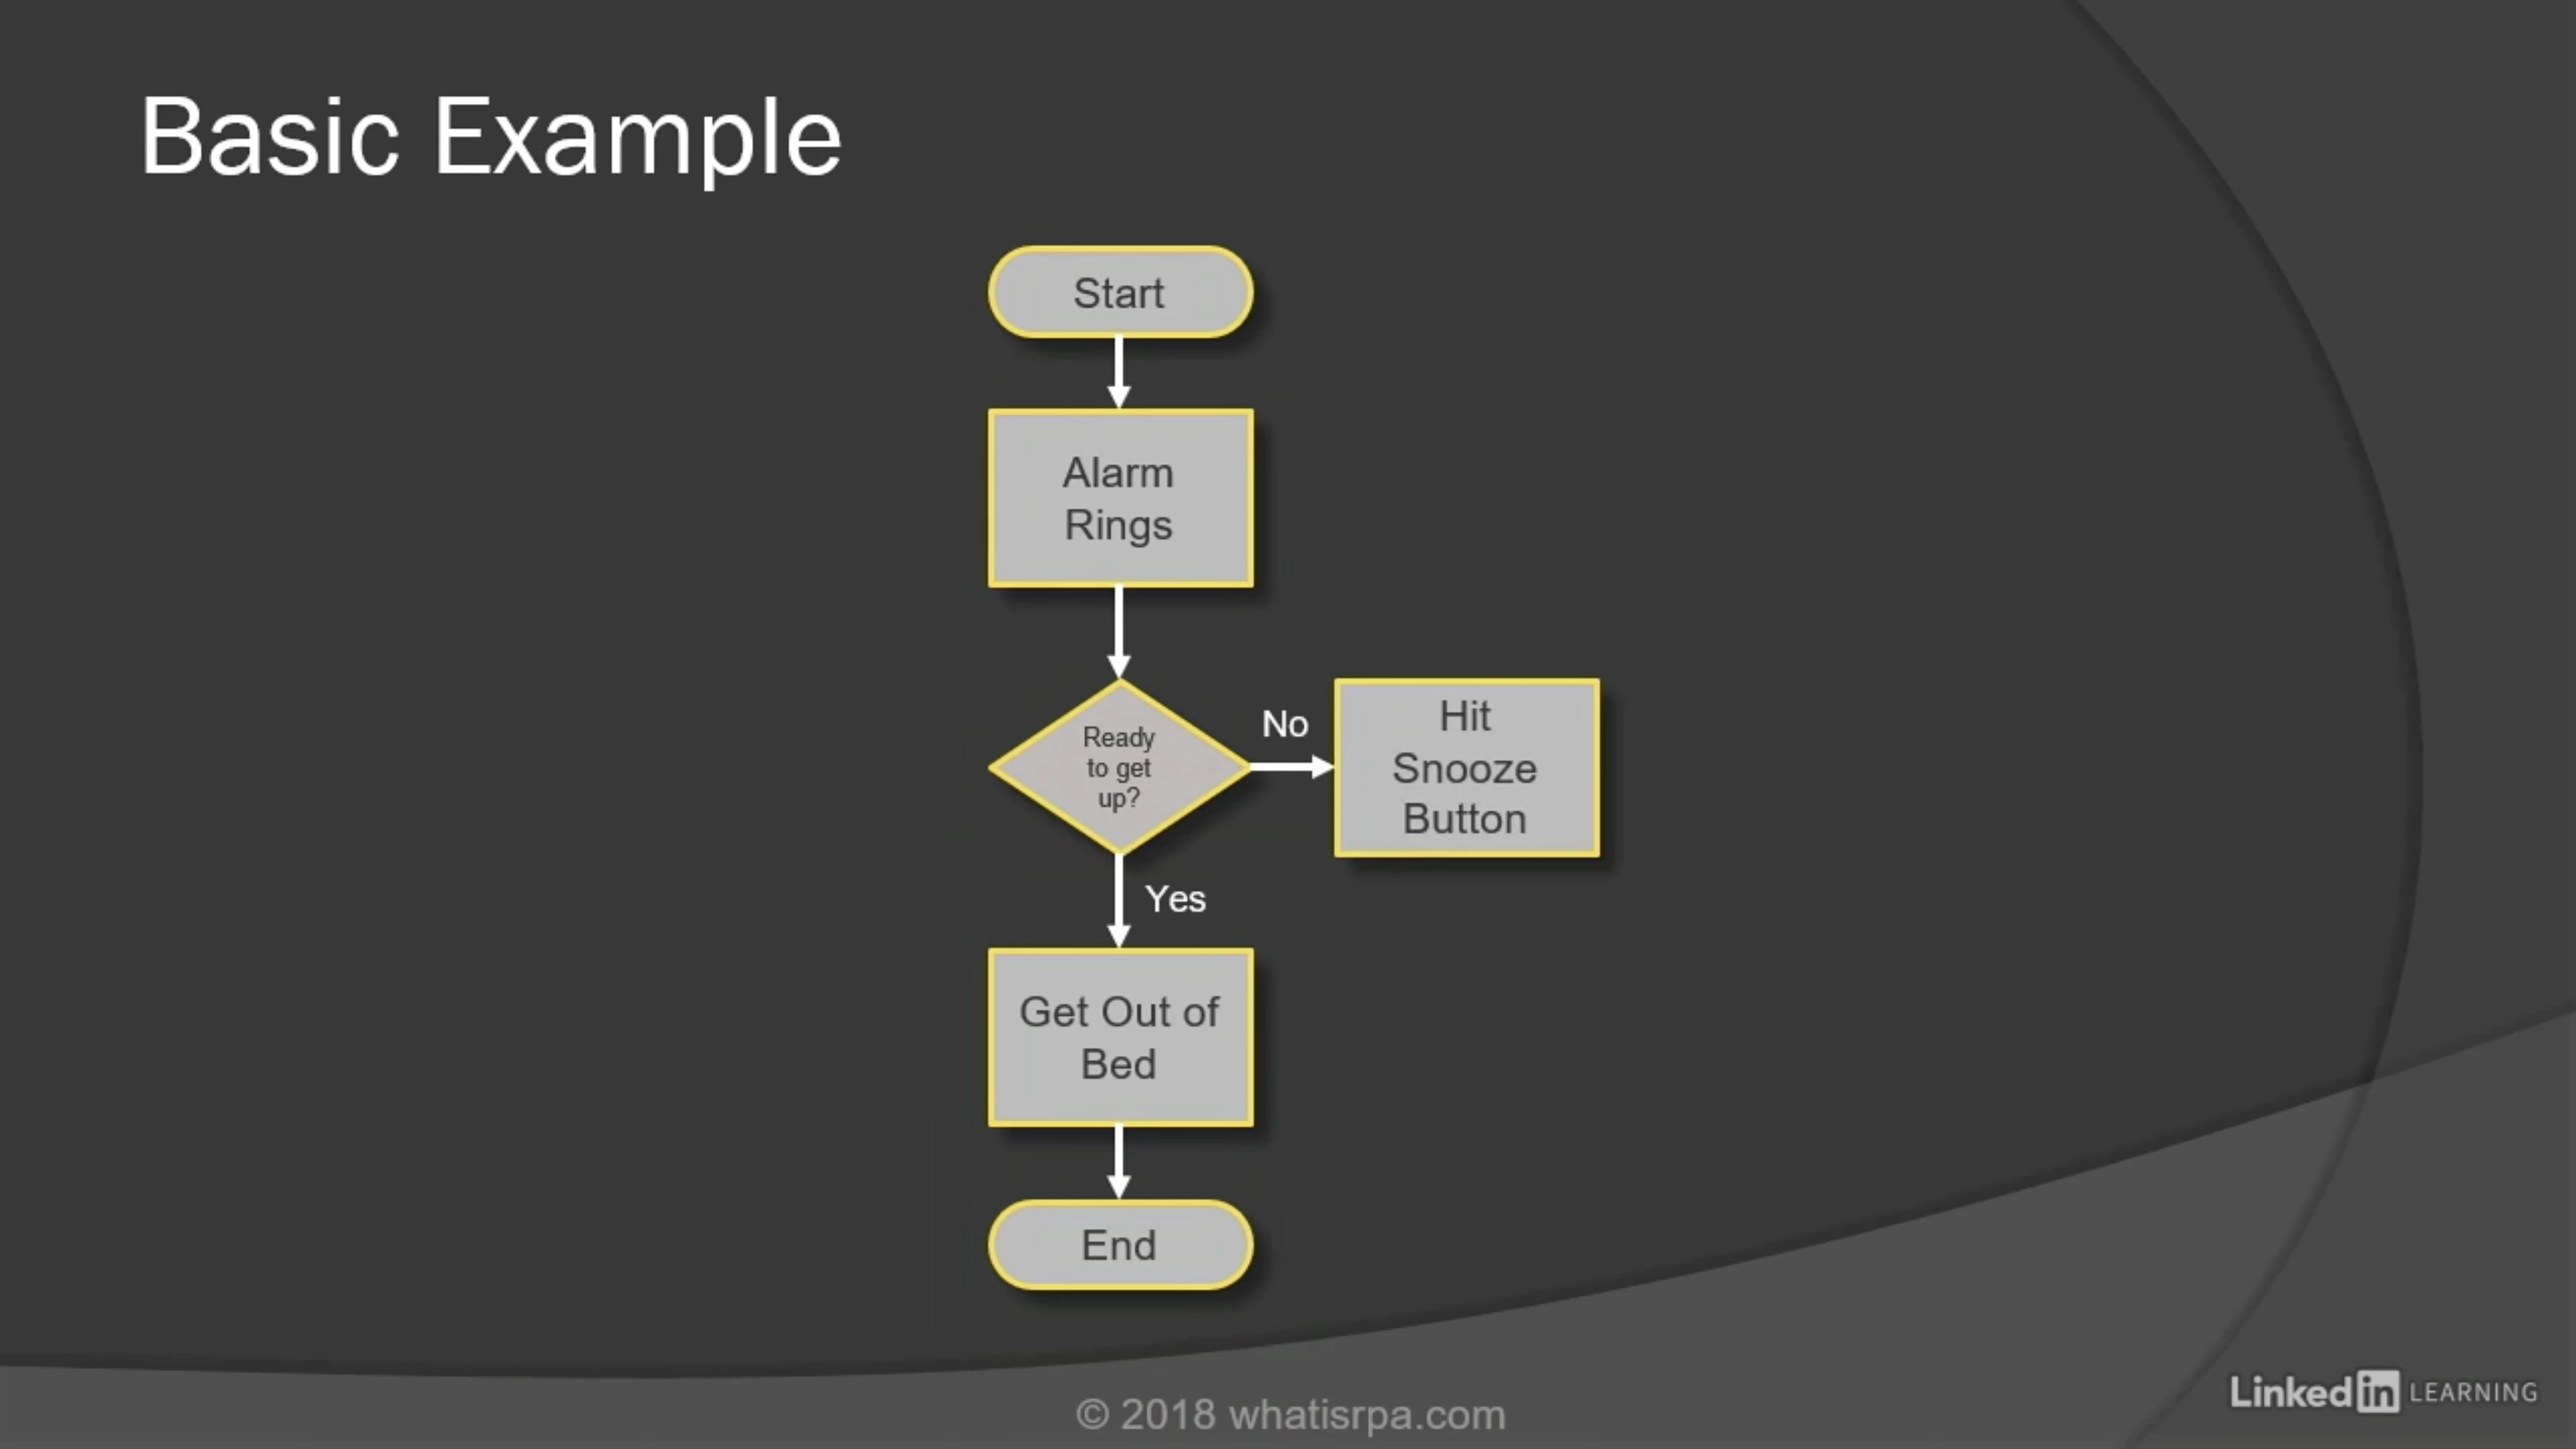 Basic Example
Start
Alarm
Rings
Ready
to get
up?
No
Hit
Snooze
Button
Yes
Get Out of
Bed
End
© 2018 whatisrpa.com
Linked in LEARNING